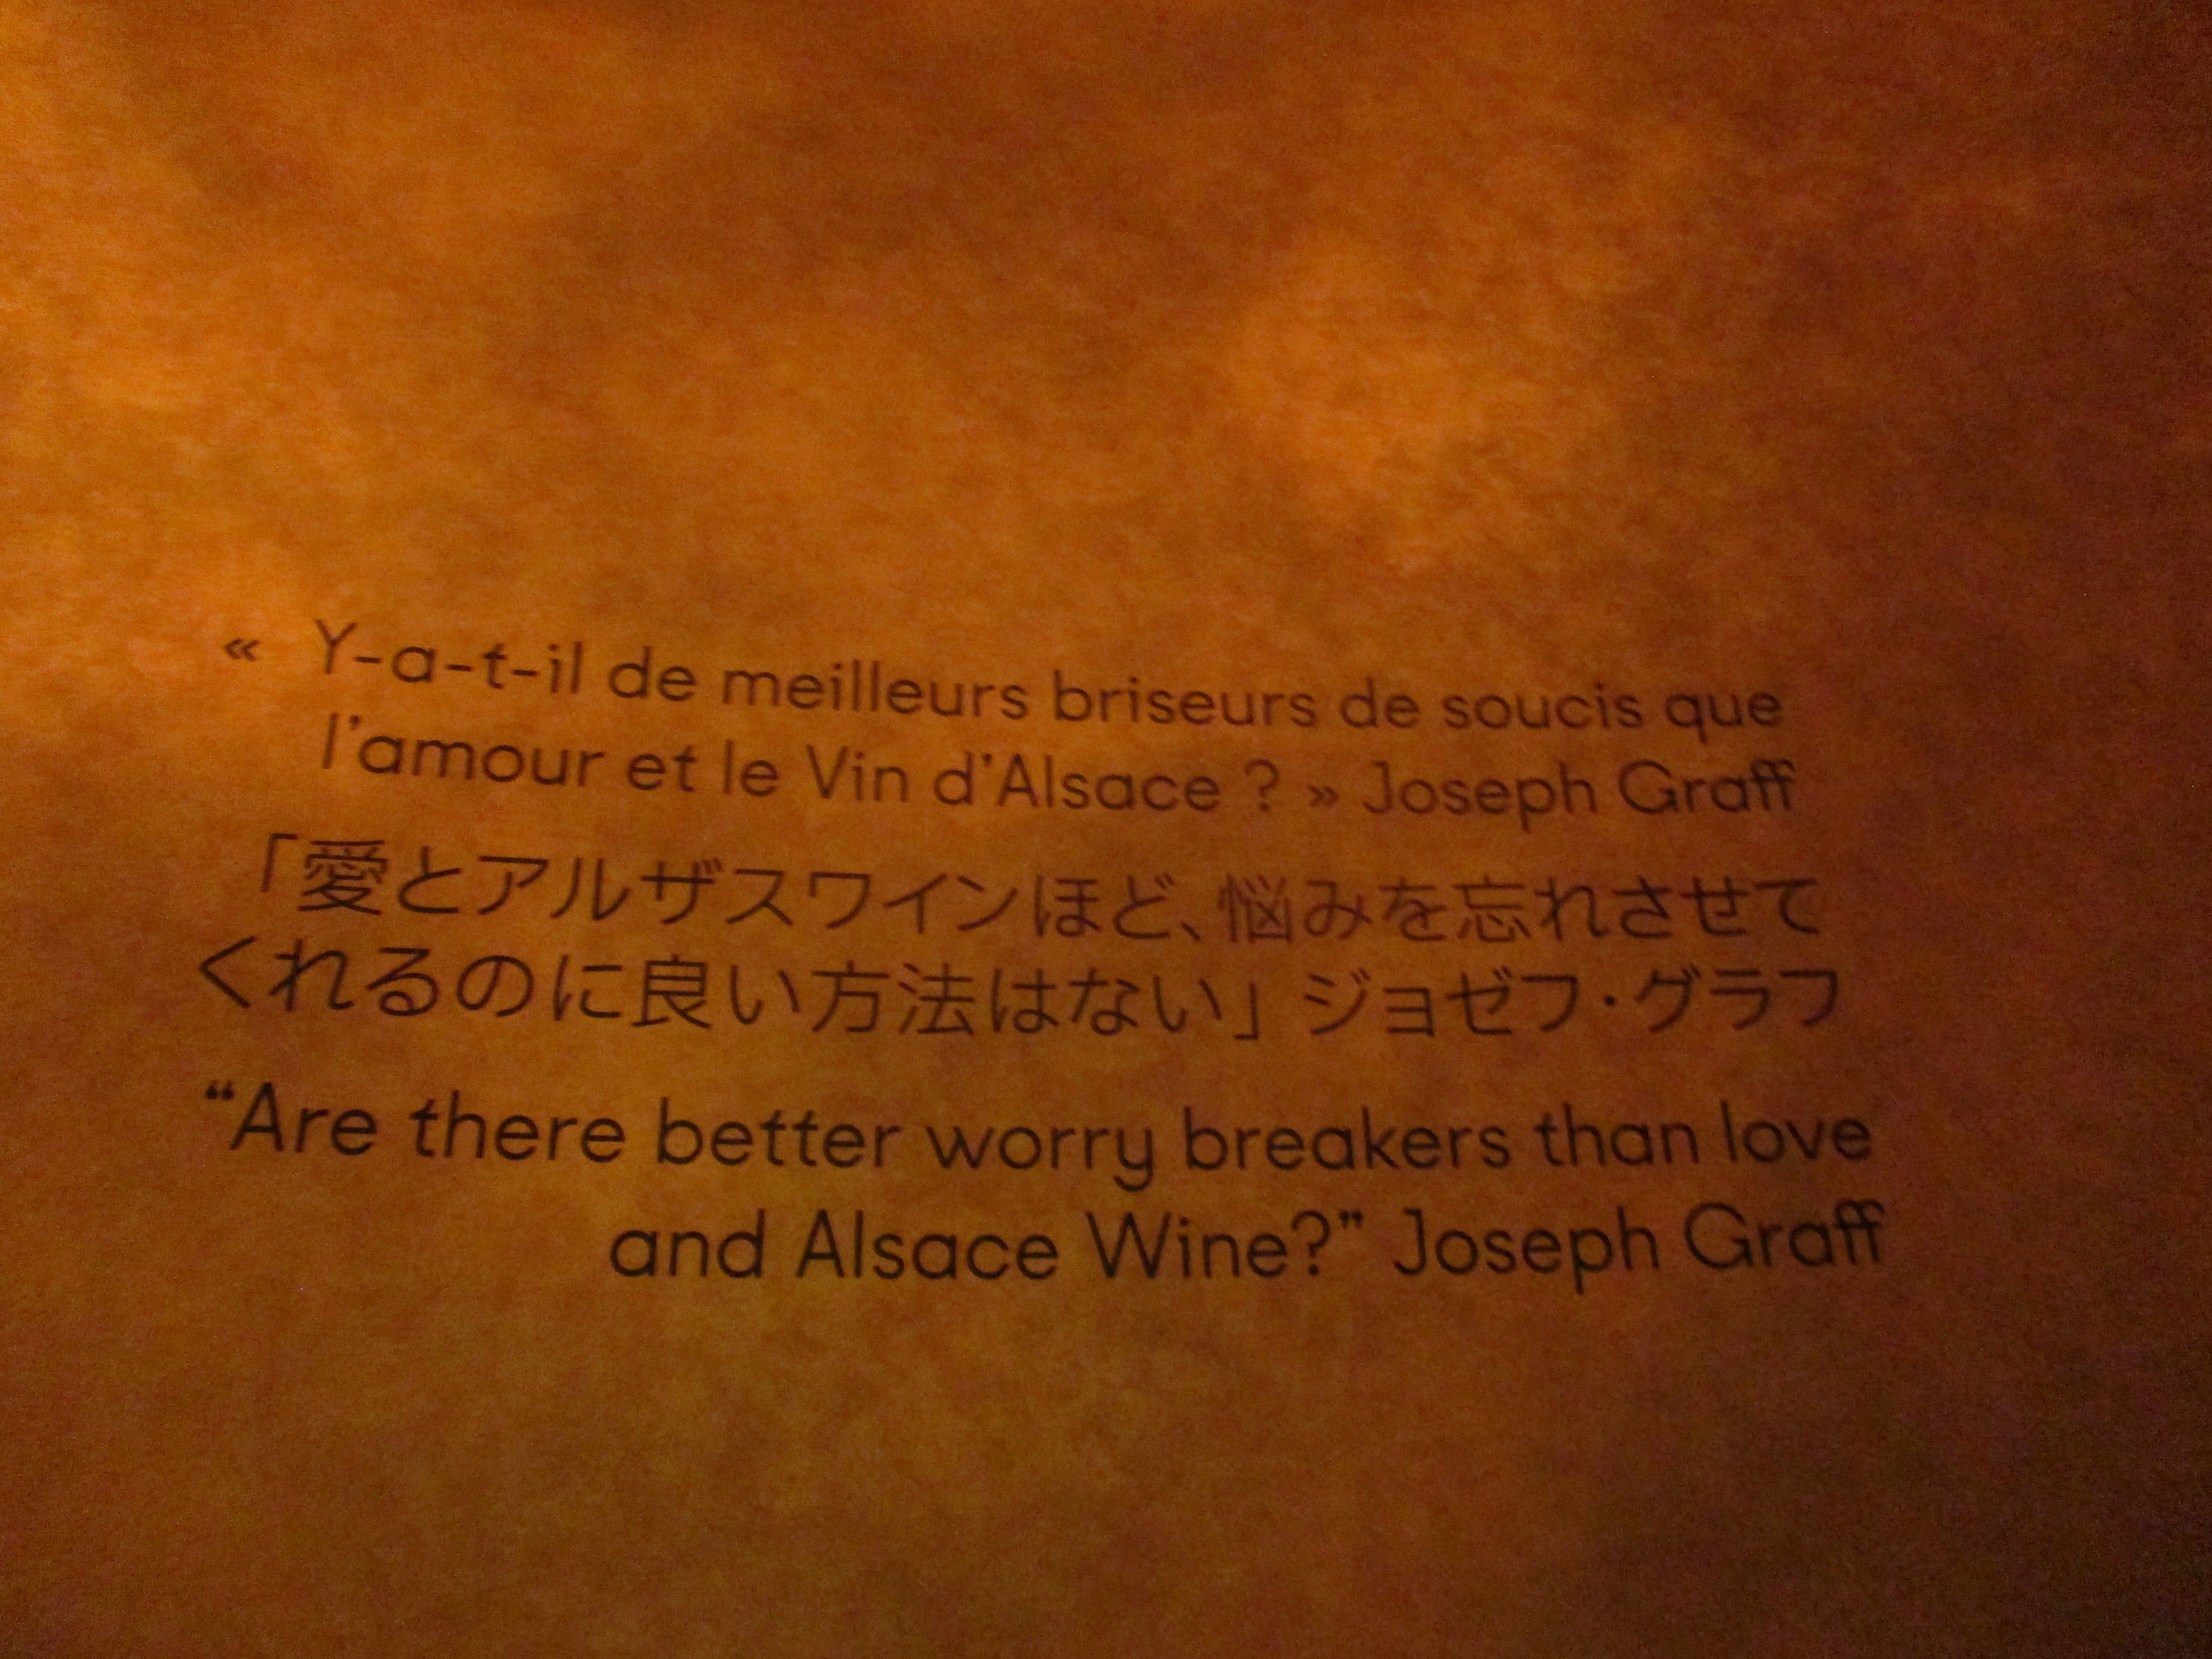 «  Y-a-t-il de meilleurs briseurs de soucis que
l'amour et le Vin d'Alsace ? » Joseph Graff
「愛とアルザスワインほど、悩みを忘れさせて
くれるのに良い方法はない」ジョゼフ・グラフ
“Are there better worry breakers than love
and Alsace Wine?” Joseph Graff